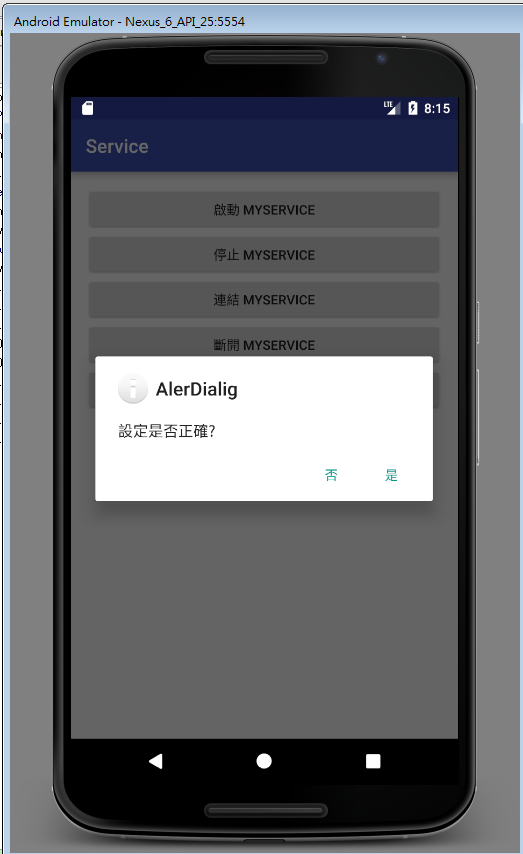 Android Emulator - Nexus_6_API_25:5554
LTE 8:15
Service
啟動 MYSERVICE
停止 MYSERVICE
連結 MYSERVICE
斷開 MYSERVICE
AlerDialig
設定是否正確?
否 是